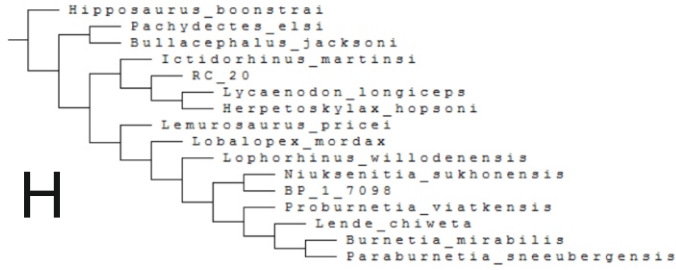 Hipposaurus_boonstrai
Pachydectes_elsi
Bullacephalus_jacksoni
Ictidorhinus_martinsi
RC_20
Lycaenodon_longiceps
Herpetoskylax_hopsoni
Lemurosaurus_pricei
Lobalopex_mordax
Lophorhinus_willodenensis
Niuksenitia_sukhonensis
BP_1_7098
Proburnetia_viatkensis
Lende_chiweta
Burnetia_mirabilis
Paraburnetia_sneeubergensis
H